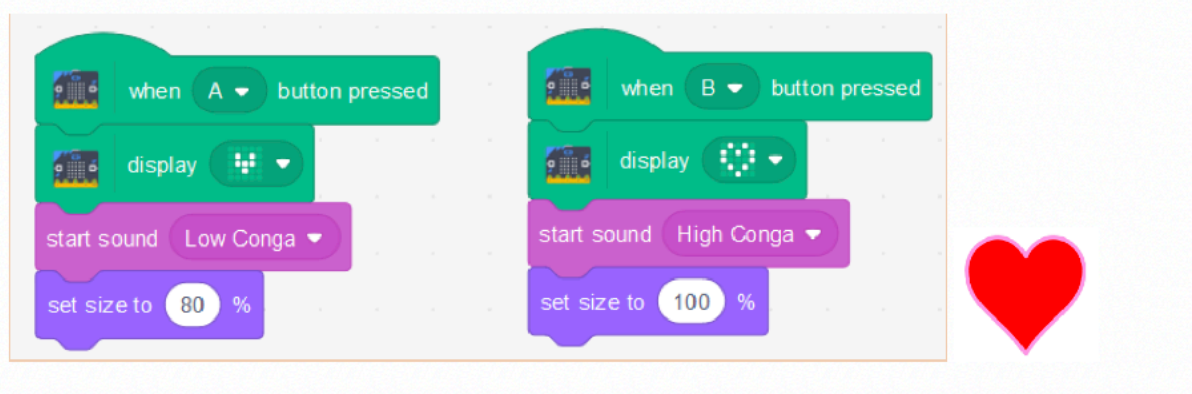 when A button pressed
display
start sound Low Conga
set size to 80 %
when B button pressed
display
start sound High Conga
set size to 100 %